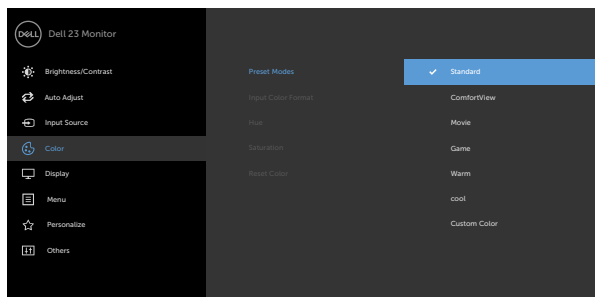 DELL Dell 23 Monitor
Brightness/Contrast Preset Modes Standard
Auto Adjust Input Color Format ComfortView
Input Source Hue Movie
Color Saturation Game
Display Reset Color Warm
Menu cool
Personalize Custom Color
Others